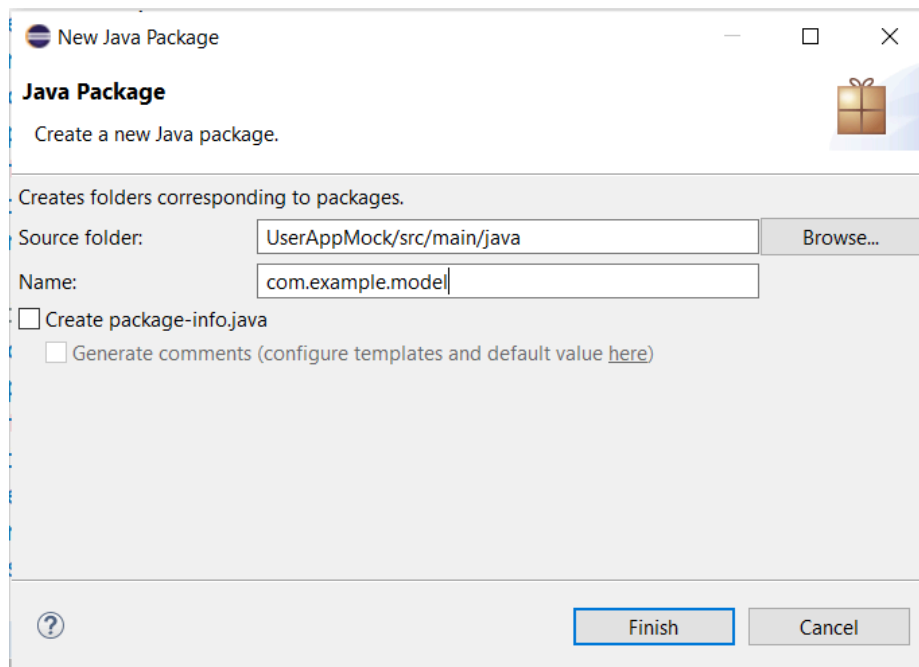 New Java Package
Java Package
Create a new Java package.
Creates folders corresponding to packages.
Source folder: UserAppMock/src/main/java Browse...
Name: com.example.model
Create package-info.java
Generate comments (configure templates and default value here)
? Finish Cancel